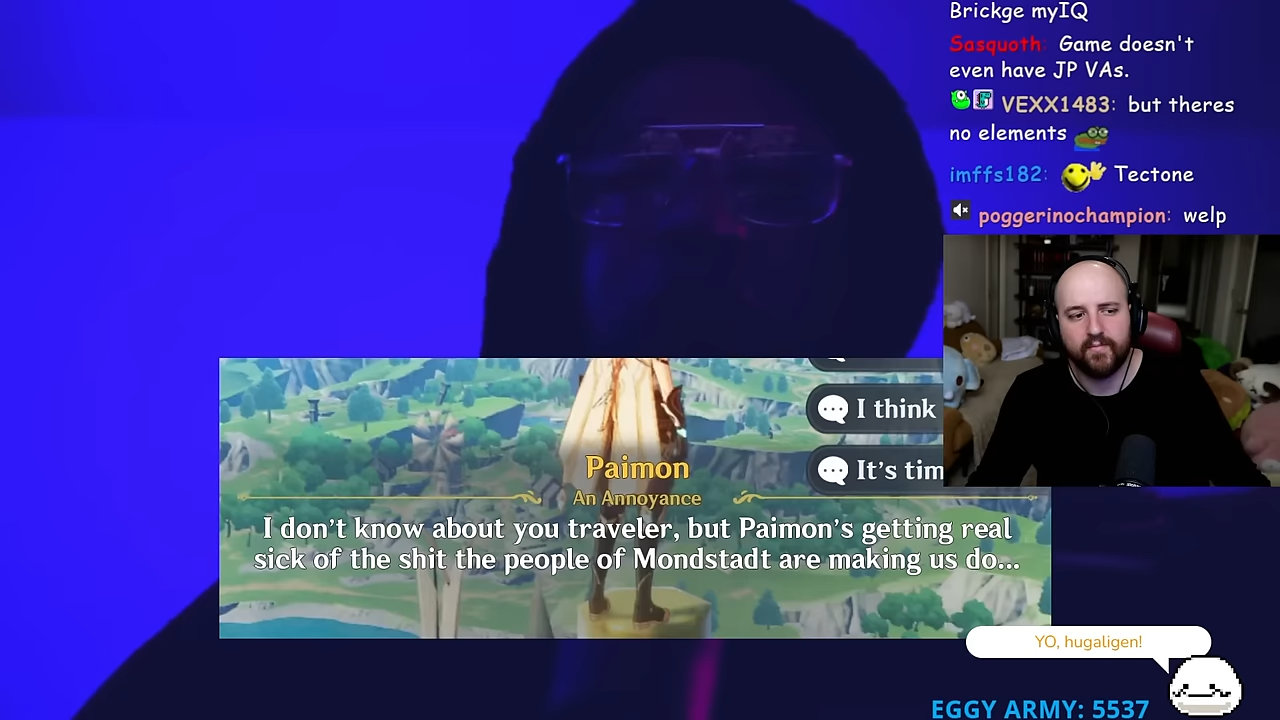 Brickge myIQ
Sasquoth: Game doesn't
even have JP VAs.
VEXX1483: but theres
no elements
imffs182: Tectone
poggerinochampion: welp
I think
It's tim
Paimon
An Annoyance
I don't know about you traveler, but Paimon's getting real
sick of the shit the people of Mondstadt are making us do...
YO, hugaligen!
EGGY ARMY: 5537